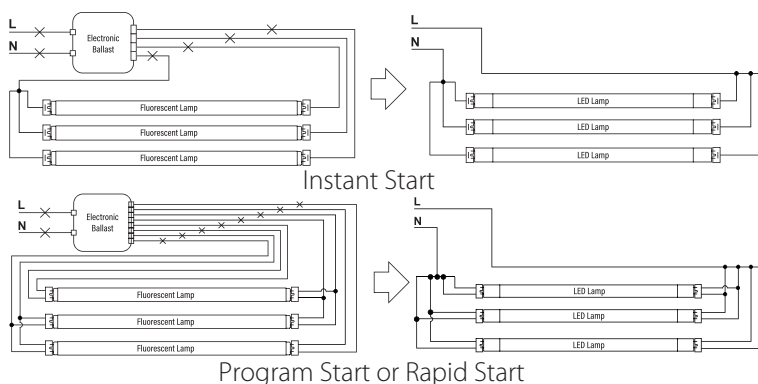 L
N
Electronic
Ballast
Fluorescent Lamp
Fluorescent Lamp
Fluorescent Lamp
L
N
LED Lamp
LED Lamp
LED Lamp
Instant Start
L
N
Electronic
Ballast
Fluorescent Lamp
Fluorescent Lamp
Fluorescent Lamp
L
N
LED Lamp
LED Lamp
LED Lamp
Program Start or Rapid Start